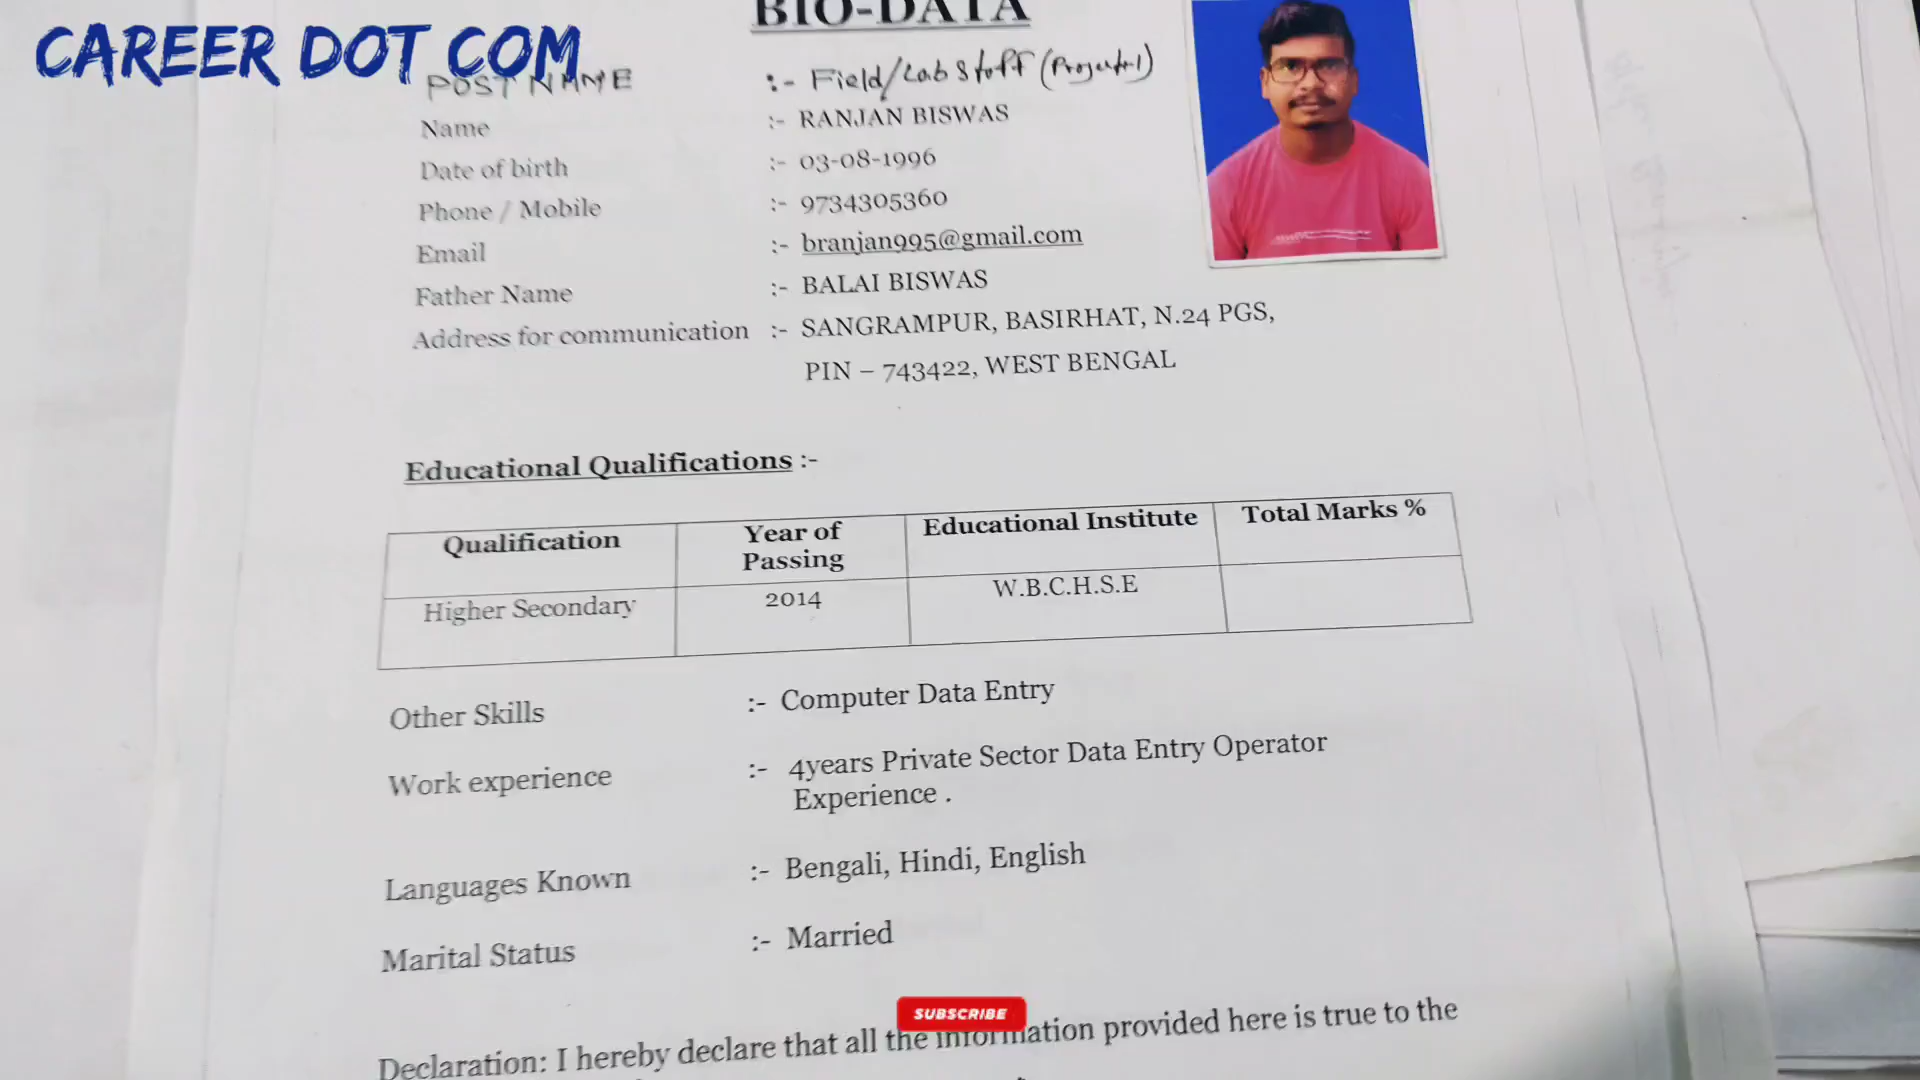 BIO-DATA
CAREER DOT COM
POST NAME :- Field/Lab Staff
Name :- RANJAN BISWAS
Date of birth :- 03-08-1996
Phone / Mobile :- 9734305360
Email :- branjan995@gmail.com
Father Name :- BALAI BISWAS
Address for communication :- SANGRAMPUR, BASIRHAT, N.24 PGS,
PIN – 743422, WEST BENGAL
Educational Qualifications :-
Qualification Year of Passing Educational Institute Total Marks %
Higher Secondary 2014 W.B.C.H.S.E
Other Skills :- Computer Data Entry
Work experience :- 4years Private Sector Data Entry Operator
Experience .
Languages Known :- Bengali, Hindi, English
Marital Status :- Married
SUBSCRIBE
Declaration: I hereby declare that all the information provided here is true to the